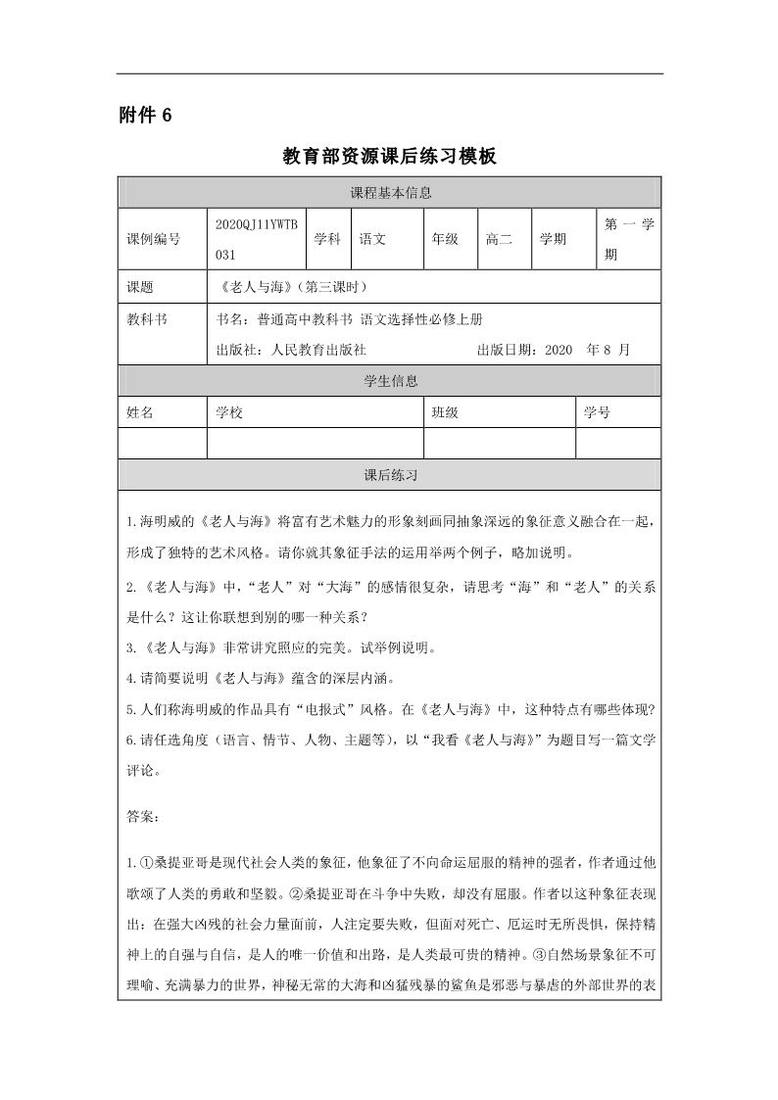 附件 6
教育部资源课后练习模板
课程基本信息
课例编号 2020QJ11YWTB 031 学科 语文 年级 高二 学期 第一学期
课题 《老人与海》（第三课时）
教科书 书名：普通高中教科书 语文选择性必修上册
出版社：人民教育出版社 出版日期：2020 年 8 月
学生信息
姓名 学校 班级 学号
课后练习
1.海明威的《老人与海》将富有艺术魅力的形象刻画同抽象深远的象征意义融合在一起，
形成了独特的艺术风格。请你就其象征手法的运用举两个例子，略加说明。
2.《老人与海》中，“老人”对“大海”的感情很复杂，请思考“海”和“老人”的关系
是什么？这让你联想到别的哪一种关系？
3.《老人与海》非常讲究照应的完美。试举例说明。
4.请简要说明《老人与海》蕴含的深层内涵。
5.人们称海明威的作品具有“电报式”风格。在《老人与海》中，这种特点有哪些体现？
6.请任选角度（语言、情节、人物、主题等），以“我看《老人与海》”为题目写一篇文学
评论。
答案：
1.①桑提亚哥是现代社会人类的象征，他象征了不向命运屈服的精神的强者，作者通过他
歌颂了人类的勇敢和坚毅。②桑提亚哥在斗争中失败，却没有屈服。作者以这种象征表现
出：在强大凶残的社会力量面前，人注定要失败，但面对死亡、厄运时无所畏惧，保持精
神上的自强与自信，是人的唯一价值和出路，是人类最可贵的精神。③自然场景象征不可
理喻、充满暴力的世界，神秘无常的大海和凶猛残暴的鲨鱼是邪恶与暴虐的外部世界的表